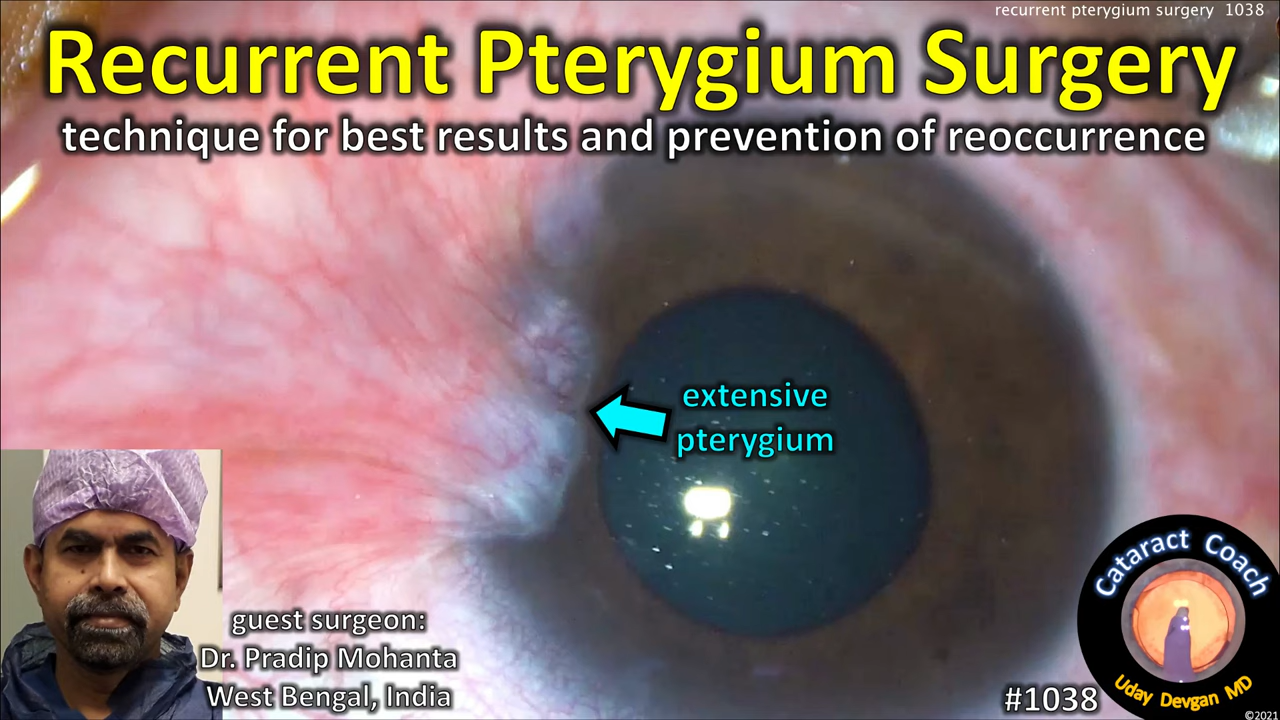 recurrent pterygium surgery 1038
Recurrent Pterygium Surgery
technique for best results and prevention of reoccurrence
extensive
pterygium
guest surgeon:
Dr. Pradip Mohanta
West Bengal, India
#1038
Cataract Coach
Uday Devgan MD
©2021